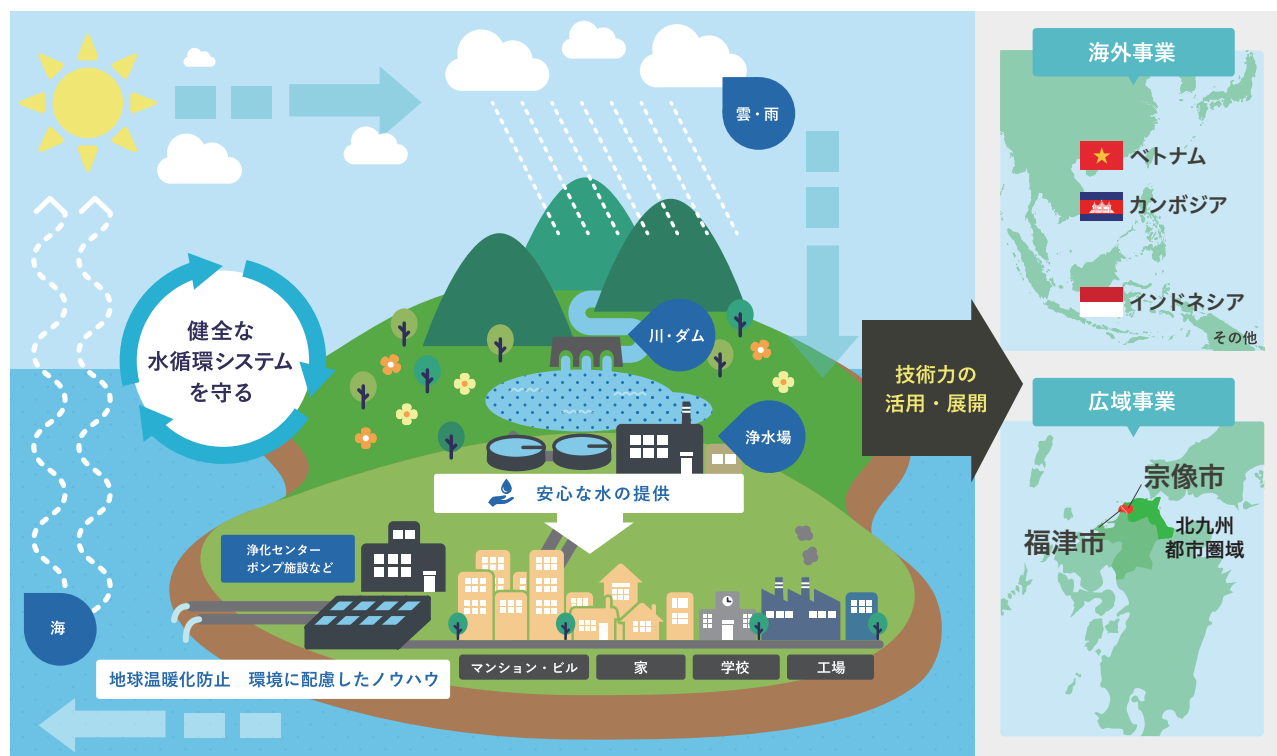 雲・雨
健全な
水循環システム
を守る
川・ダム
浄水場
安心な水の提供
浄化センター
ポンプ施設など
海
マンション・ビル
家
学校
工場
地球温暖化防止　環境に配慮したノウハウ
技術力の
活用・展開
海外事業
ベトナム
カンボジア
インドネシア
その他
広域事業
宗像市
福津市
北九州
都市圏域